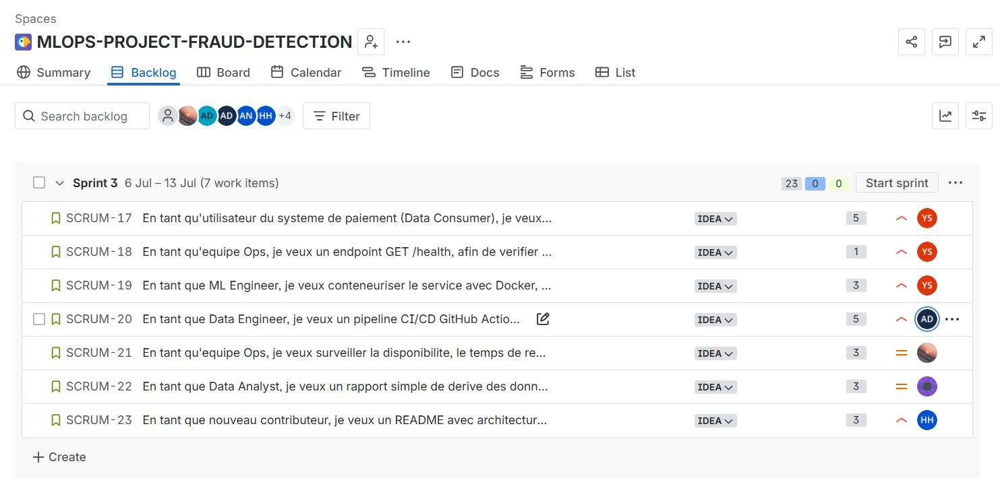 Spaces
MLOPS-PROJECT-FRAUD-DETECTION
Summary Backlog Board Calendar Timeline Docs Forms List
Search backlog AD AD AN HH +4 Filter
Sprint 3 6 Jul – 13 Jul (7 work items) 23 0 0 Start sprint
SCRUM-17 En tant qu'utilisateur du systeme de paiement (Data Consumer), je veux... IDEA 5 YS
SCRUM-18 En tant qu'equipe Ops, je veux un endpoint GET /health, afin de verifier ... IDEA 1 YS
SCRUM-19 En tant que ML Engineer, je veux conteneuriser le service avec Docker, ... IDEA 3 YS
SCRUM-20 En tant que Data Engineer, je veux un pipeline CI/CD GitHub Actio... IDEA 5 AD
SCRUM-21 En tant qu'equipe Ops, je veux surveiller la disponibilite, le temps de re... IDEA 3
SCRUM-22 En tant que Data Analyst, je veux un rapport simple de derive des donn... IDEA 3
SCRUM-23 En tant que nouveau contributeur, je veux un README avec architectur... IDEA 3 HH
Create